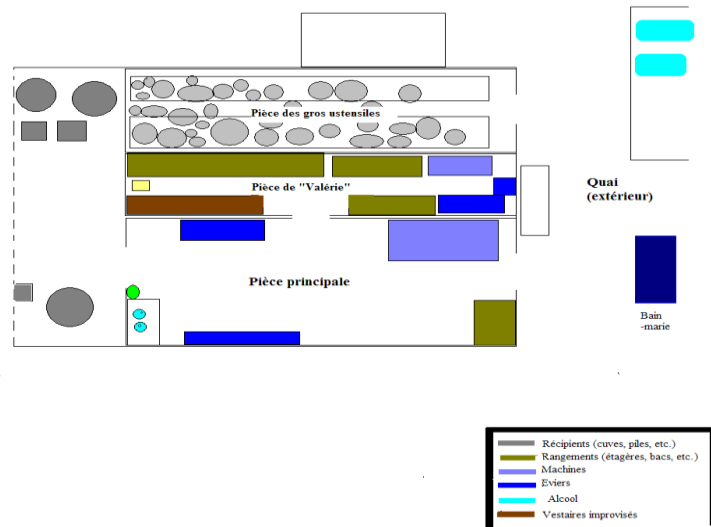 Pièce des gros ustensiles
Pièce de "Valérie"
Quai
(extérieur)
Pièce principale
Bain
-marie
Récipients (cuves, piles, etc.)
Rangements (étagères, bacs, etc.)
Machines
Eviers
Alcool
Vestaires improvisés